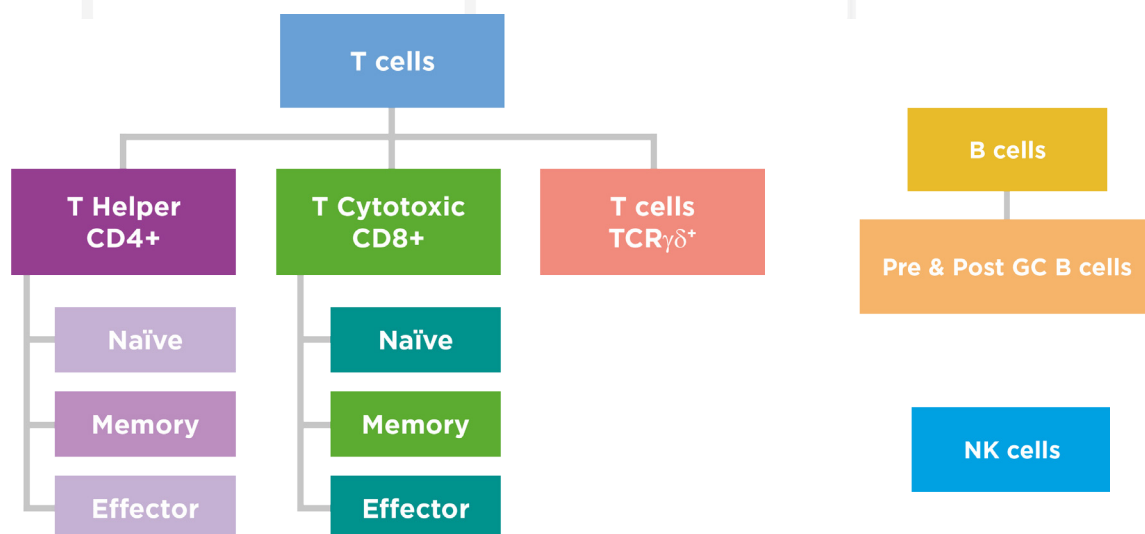 T cells
B cells
T Helper
CD4+
T Cytotoxic
CD8+
T cells
TCRγδ⁺
Pre & Post GC B cells
Naïve
Naïve
Memory
Memory
NK cells
Effector
Effector